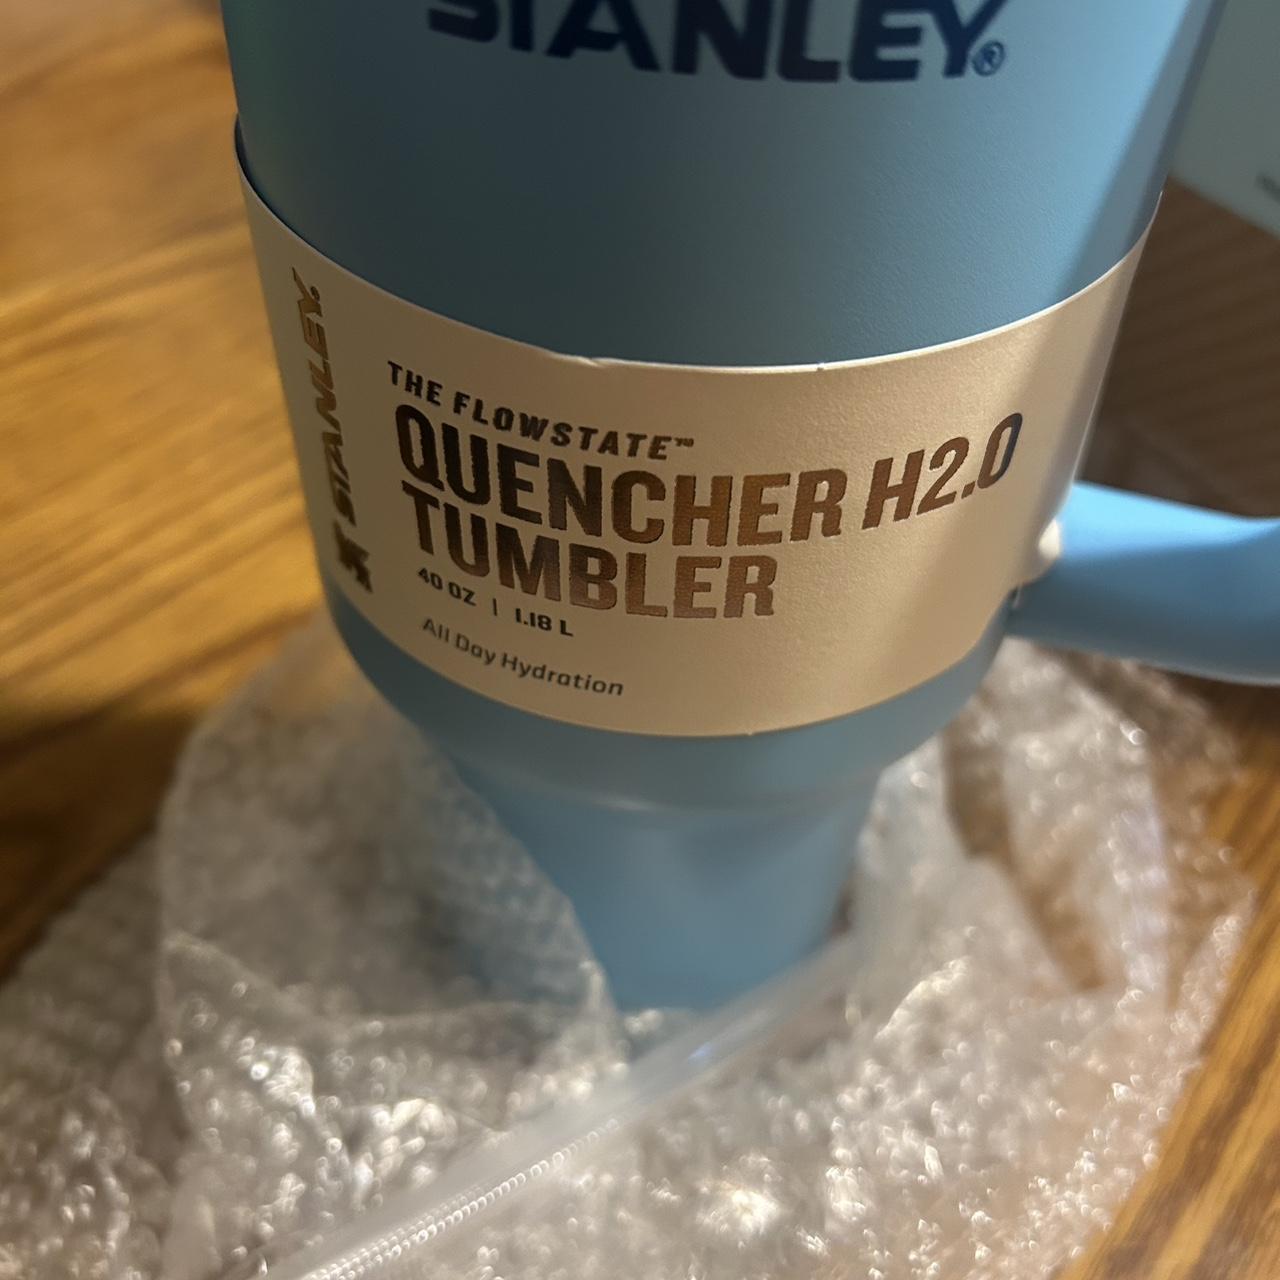 STANLEY®
STANLEY
THE FLOWSTATE™
QUENCHER H2.0
TUMBLER
40 OZ | 1.18 L
All Day Hydration